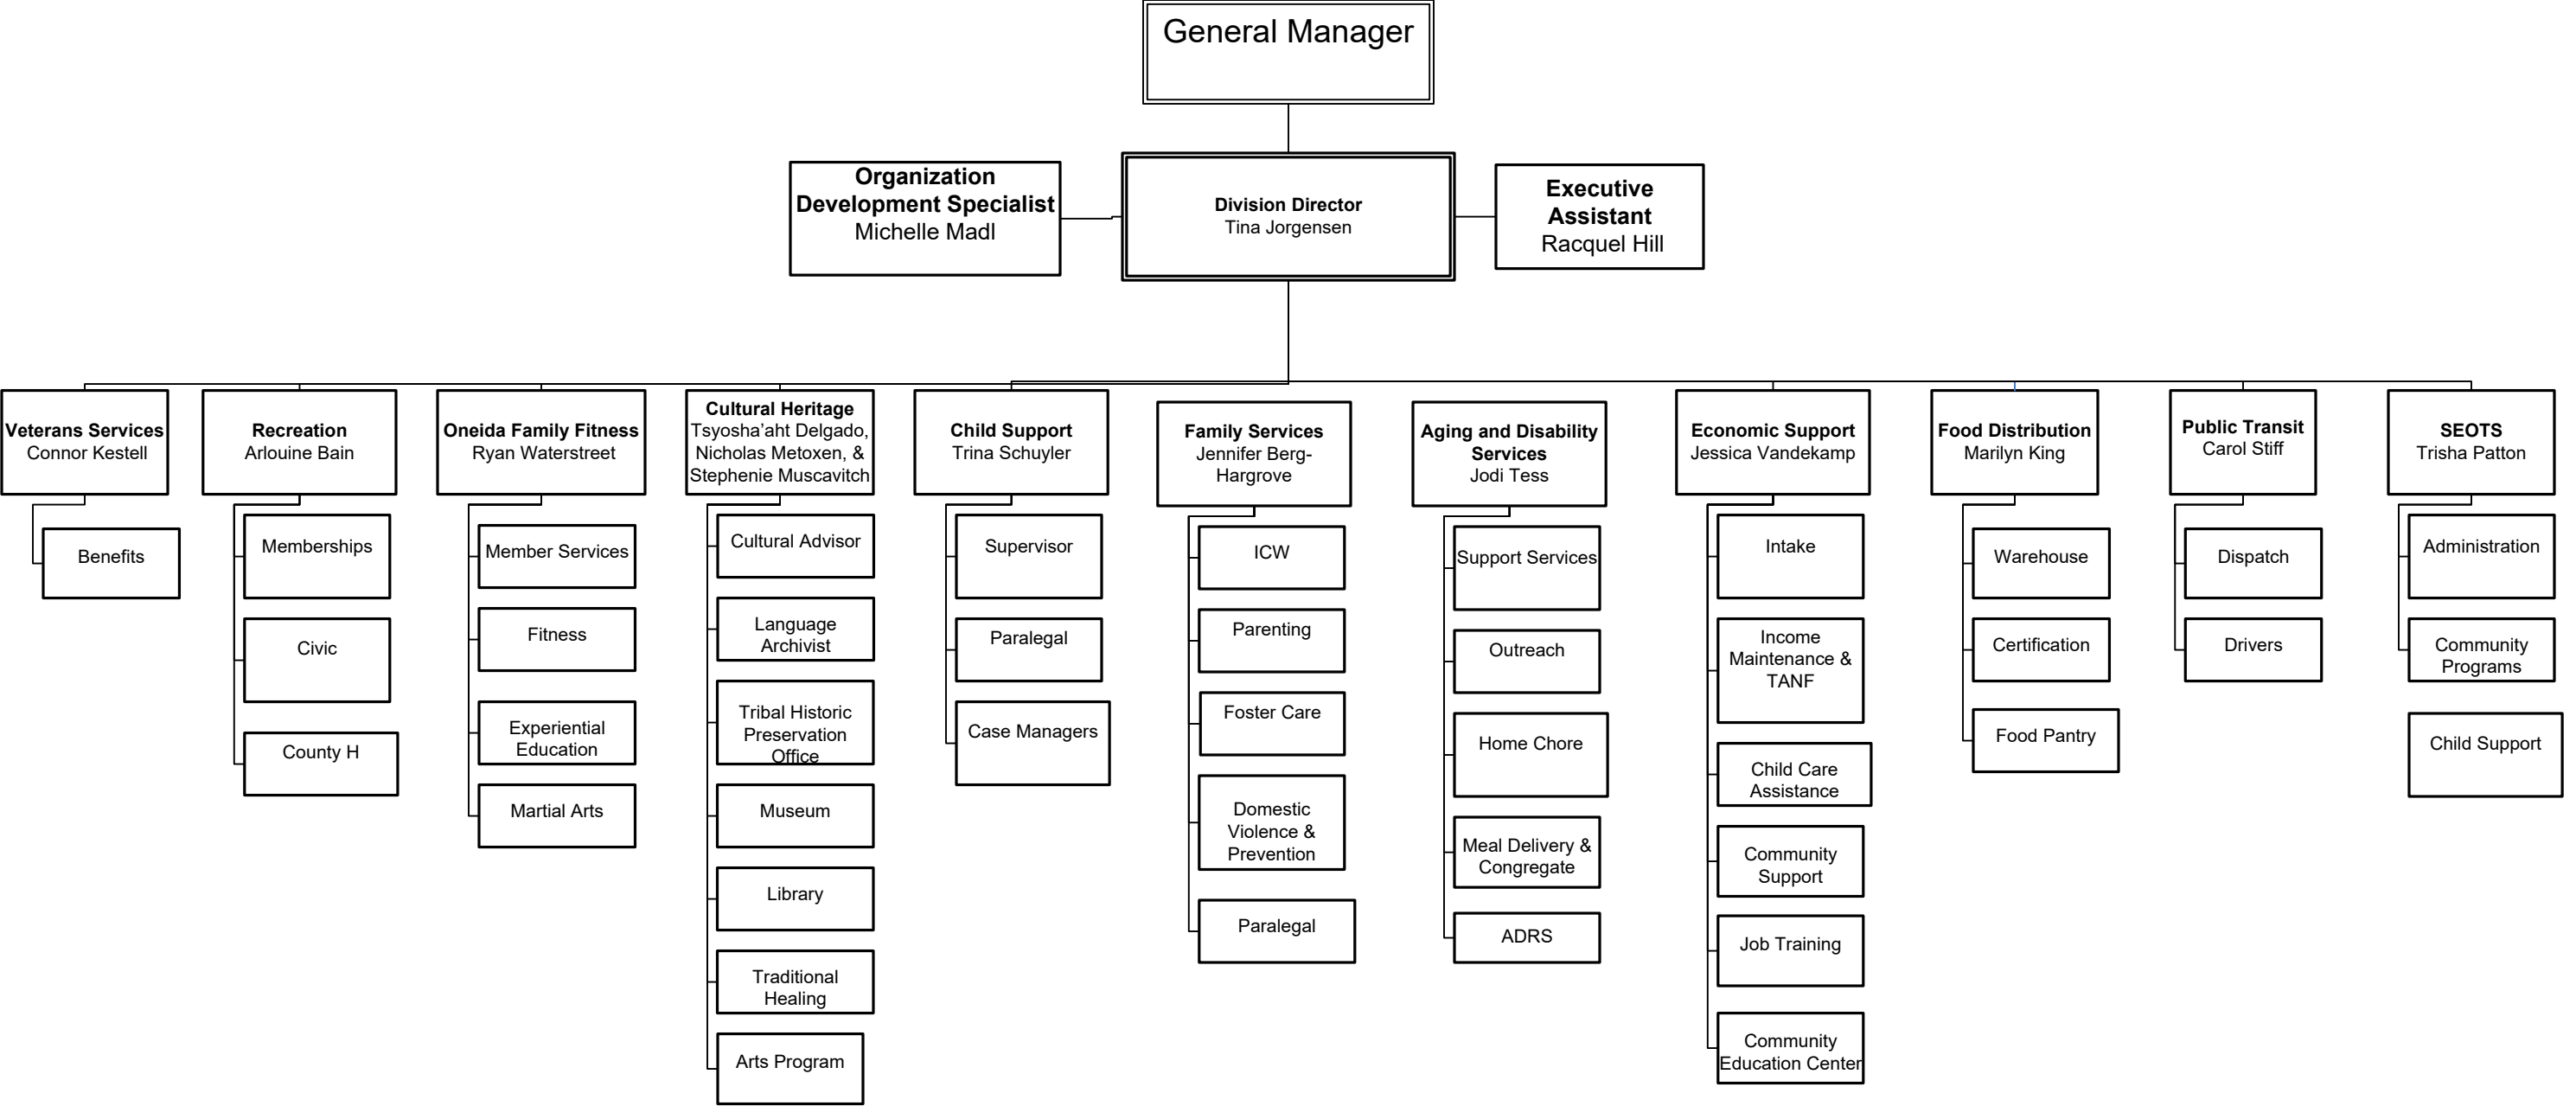 General Manager
Organization
Development Specialist
Michelle Madl
Division Director
Tina Jorgensen
Executive
Assistant
Racquel Hill
Veterans Services
Connor Kestell
Benefits
Recreation
Arlouine Bain
Memberships
Civic
County H
Oneida Family Fitness
Ryan Waterstreet
Member Services
Fitness
Experiential
Education
Martial Arts
Cultural Heritage
Tsyosha’aht Delgado,
Nicholas Metoxen, &
Stephenie Muscavitch
Cultural Advisor
Language
Archivist
Tribal Historic
Preservation
Office
Museum
Library
Traditional
Healing
Arts Program
Child Support
Trina Schuyler
Supervisor
Paralegal
Case Managers
Family Services
Jennifer Berg-
Hargrove
ICW
Parenting
Foster Care
Domestic
Violence &
Prevention
Paralegal
Aging and Disability
Services
Jodi Tess
Support Services
Outreach
Home Chore
Meal Delivery &
Congregate
ADRS
Economic Support
Jessica Vandekamp
Intake
Income
Maintenance &
TANF
Child Care
Assistance
Community
Support
Job Training
Community
Education Center
Food Distribution
Marilyn King
Warehouse
Certification
Food Pantry
Public Transit
Carol Stiff
Dispatch
Drivers
SEOTS
Trisha Patton
Administration
Community
Programs
Child Support